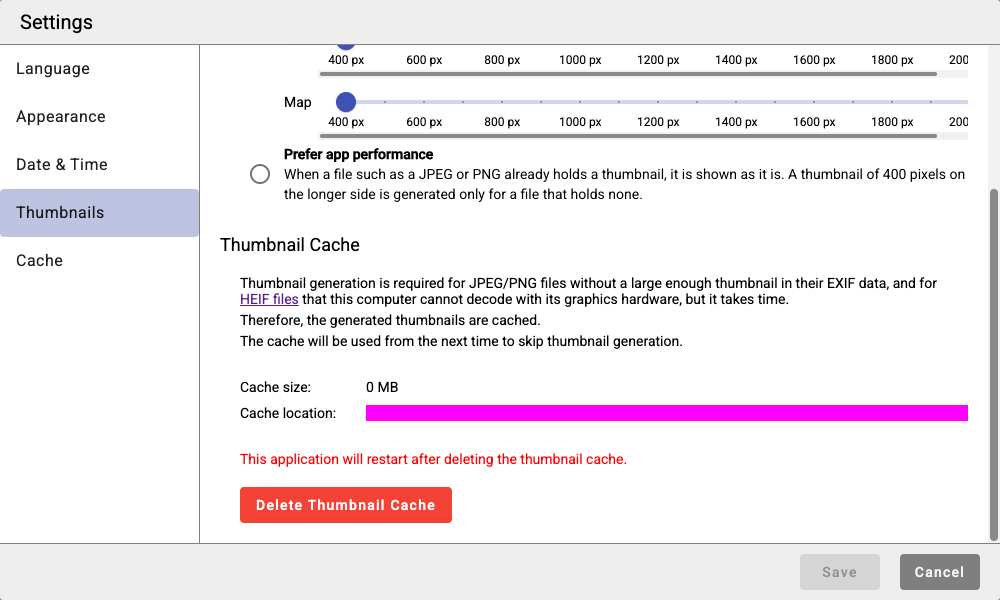 Settings
Language
Appearance
Date & Time
Thumbnails
Cache
400 px 600 px 800 px 1000 px 1200 px 1400 px 1600 px 1800 px 200
Map
400 px 600 px 800 px 1000 px 1200 px 1400 px 1600 px 1800 px 200
Prefer app performance
When a file such as a JPEG or PNG already holds a thumbnail, it is shown as it is. A thumbnail of 400 pixels on
the longer side is generated only for a file that holds none.
Thumbnail Cache
Thumbnail generation is required for JPEG/PNG files without a large enough thumbnail in their EXIF data, and for
HEIF files that this computer cannot decode with its graphics hardware, but it takes time.
Therefore, the generated thumbnails are cached.
The cache will be used from the next time to skip thumbnail generation.
Cache size: 0 MB
Cache location:
This application will restart after deleting the thumbnail cache.
Delete Thumbnail Cache
Save Cancel